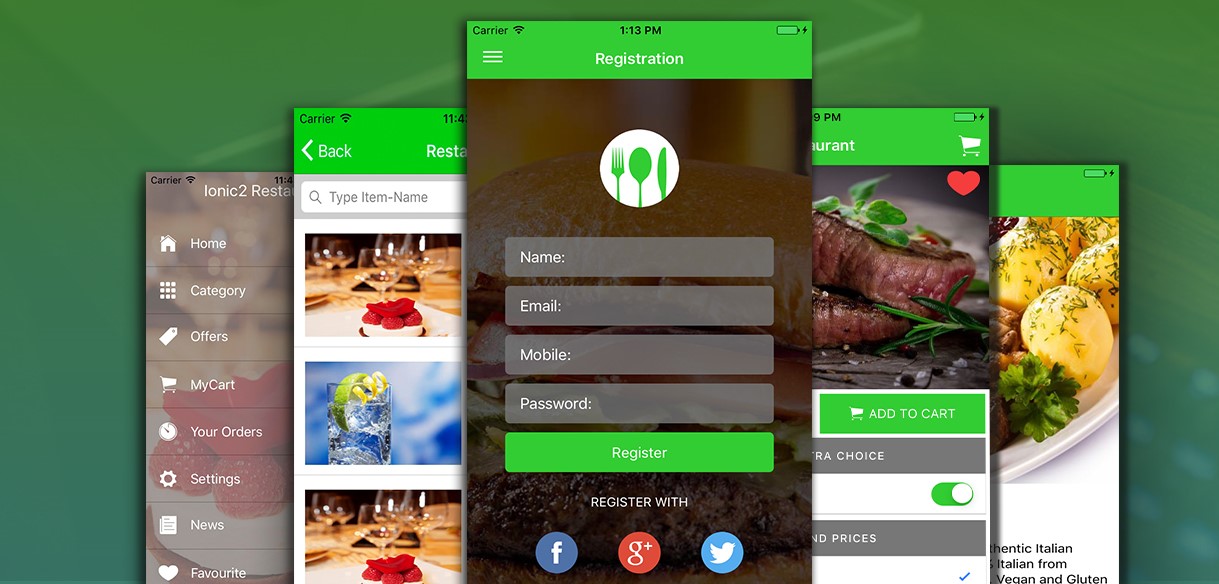 Carrier
11:4
Ionic2 Resta
Home
Category
Offers
MyCart
Your Orders
Settings
News
Favourite
Carrier
11:43
Back
Resta
Type Item-Name
Carrier
1:13 PM
Registration
Name:
Email:
Mobile:
Password:
Register
REGISTER WITH
f
g+
9 PM
aurant
ADD TO CART
TRA CHOICE
ND PRICES
thentic Italian
Italian from
Vegan and Gluten